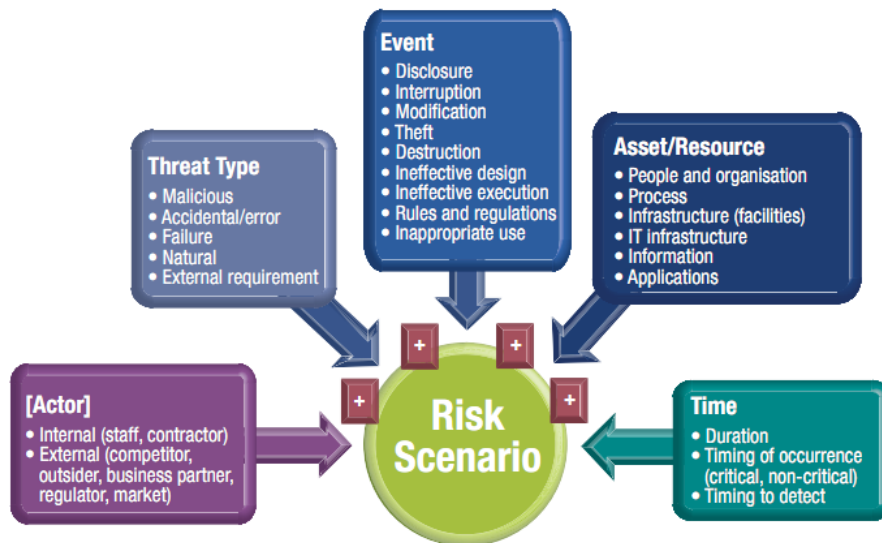 Event
• Disclosure
• Interruption
• Modification
• Theft
• Destruction
• Ineffective design
• Ineffective execution
• Rules and regulations
• Inappropriate use
Threat Type
• Malicious
• Accidental/error
• Failure
• Natural
• External requirement
Asset/Resource
• People and organisation
• Process
• Infrastructure (facilities)
• IT infrastructure
• Information
• Applications
+
+
+
+
[Actor]
• Internal (staff, contractor)
• External (competitor,
outsider, business partner,
regulator, market)
Risk
Scenario
Time
• Duration
• Timing of occurrence
(critical, non-critical)
• Timing to detect